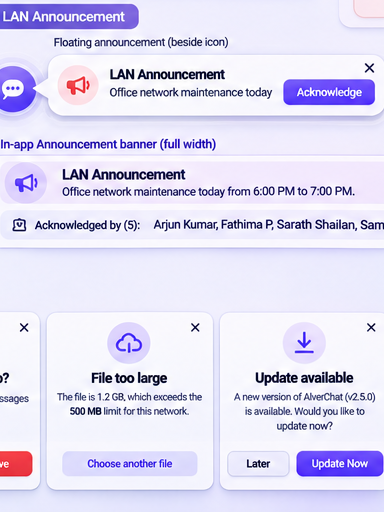 LAN Announcement
Floating announcement (beside icon)
LAN Announcement
Office network maintenance today
Acknowledge
In-app Announcement banner (full width)
LAN Announcement
Office network maintenance today from 6:00 PM to 7:00 PM.
Acknowledged by (5): Arjun Kumar, Fathima P, Sarath Shailan, Sam
?
ssages
ve
File too large
The file is 1.2 GB, which exceeds the
500 MB limit for this network.
Choose another file
Update available
A new version of AlverChat (v2.5.0)
is available. Would you like to
update now?
Later
Update Now